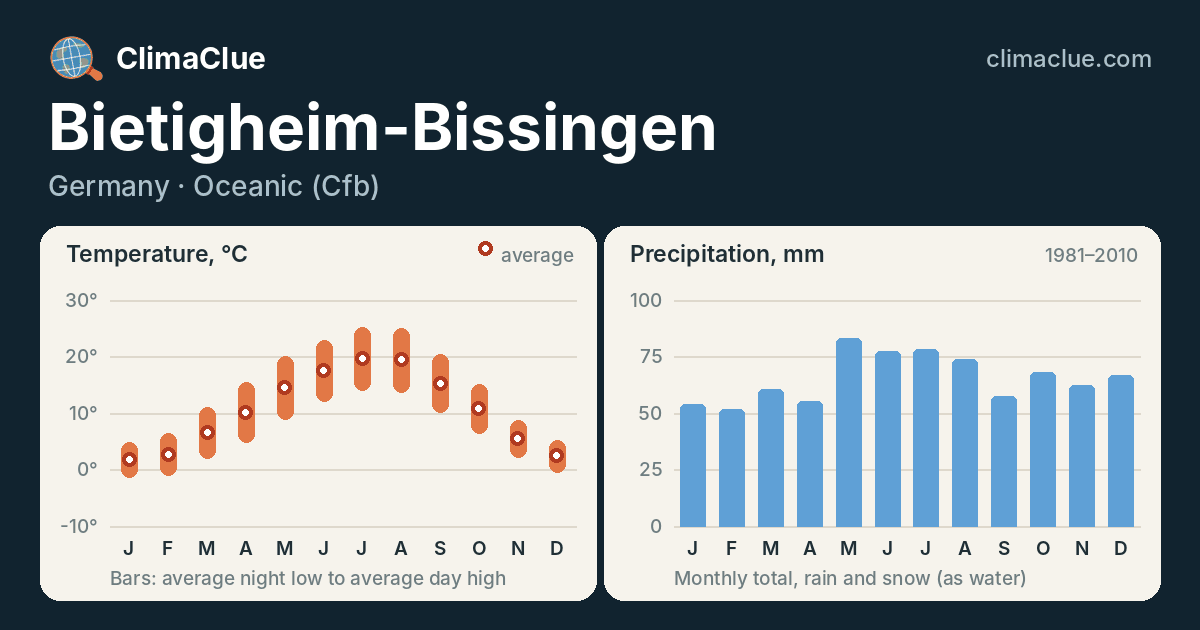 ClimaClue
climaclue.com
Bietigheim-Bissingen
Germany · Oceanic (Cfb)
Temperature, °C
average
30°
20°
10°
0°
-10°
J F M A M J J A S O N D
Bars: average night low to average day high
Precipitation, mm
1981–2010
100
75
50
25
0
J F M A M J J A S O N D
Monthly total, rain and snow (as water)